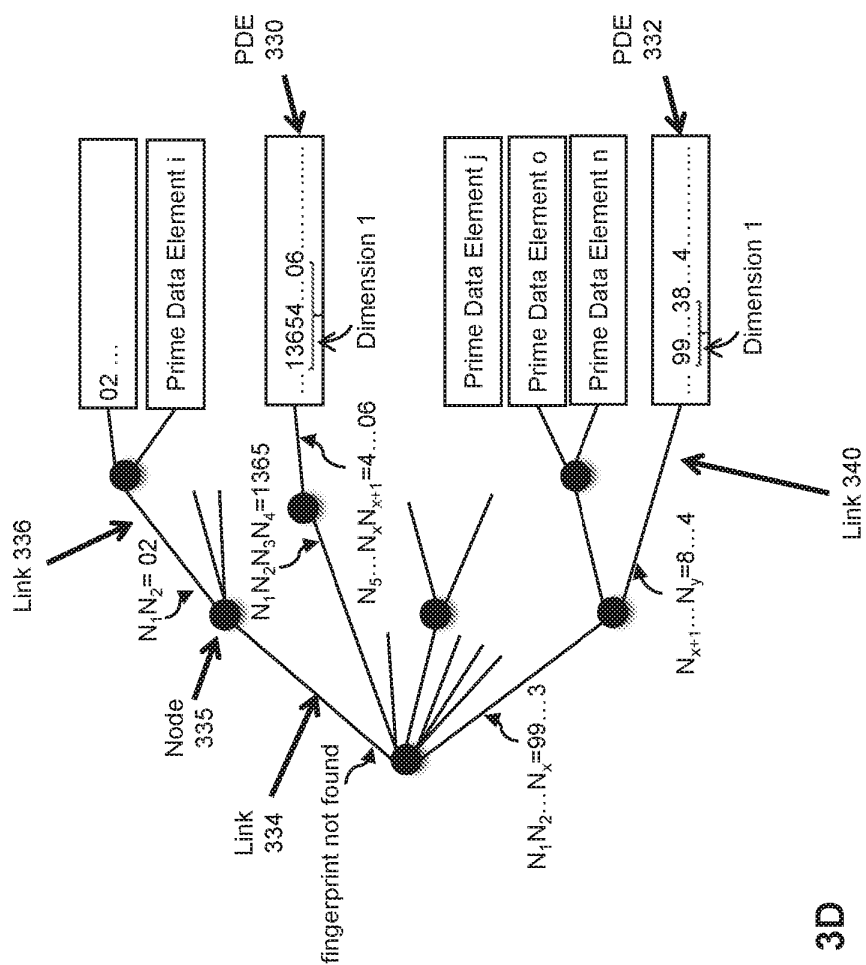 PDE
330
PDE
332
02 …
Prime Data Element i
… 13654…06…
Dimension 1
Prime Data Element j
Prime Data Element o
Prime Data Element n
… 99…38…4…
Dimension 1
Link 336
N₁N₂= 02
N₁N₂N₃N₄=1365
N₅…NₓNₓ₊₁=4…06
Node
335
Link
334
fingerprint not found
N₁N₂…Nₓ=99…3
Nₓ₊₁…Nᵧ=8…4
Link 340
3D